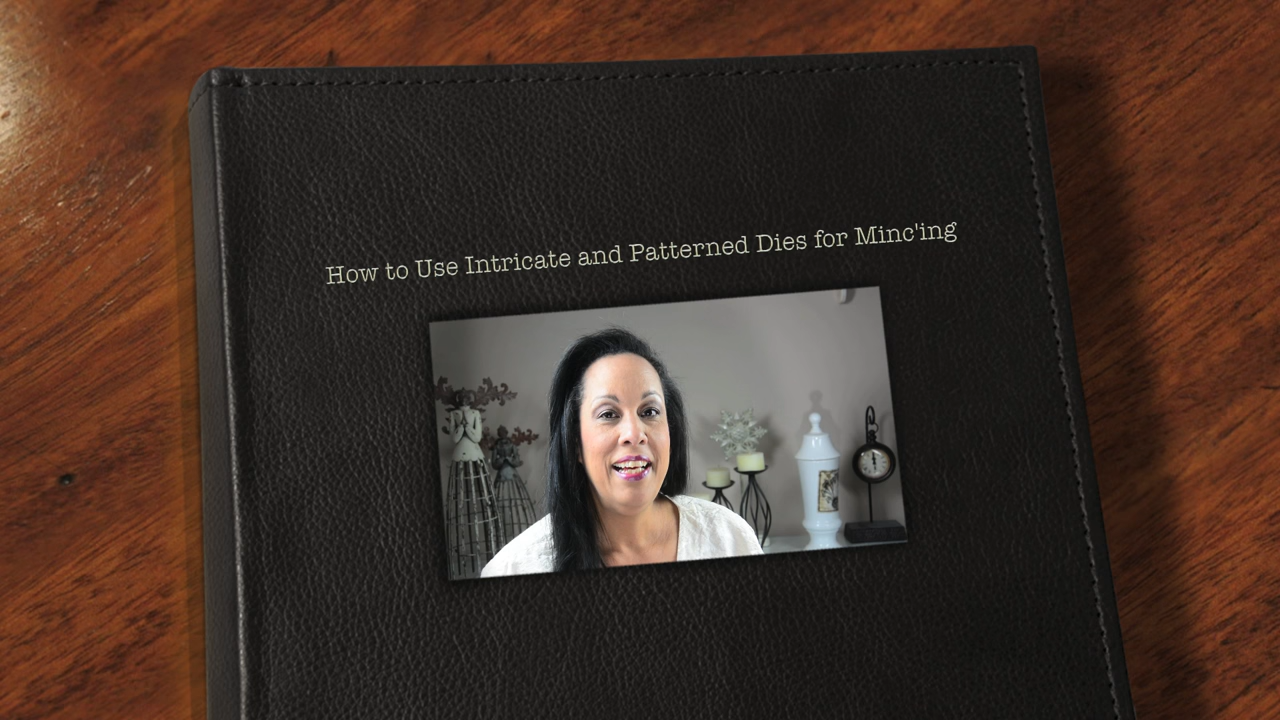 How to Use Intricate and Patterned Dies for Minc'ing